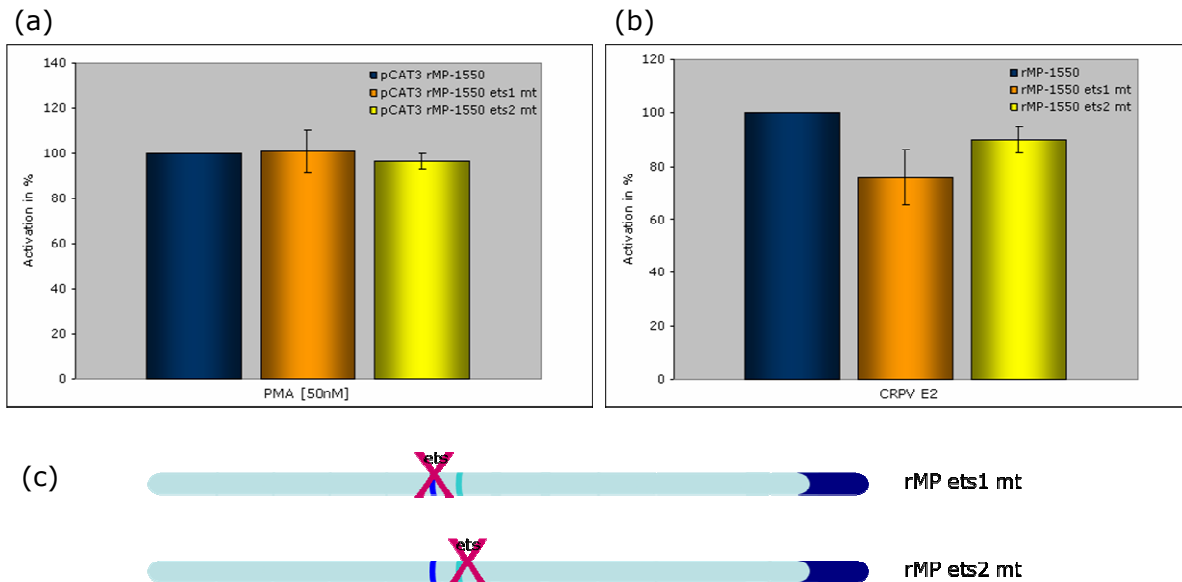 (a)
140
120
100
80
60
40
20
0
Activation in %
pCAT3 rMP-1550
pCAT3 rMP-1550 ets1 mt
pCAT3 rMP-1550 ets2 mt
PMA [50nM]
(b)
120
100
80
60
40
20
0
Activation in %
rMP-1550
rMP-1550 ets1 mt
rMP-1550 ets2 mt
CRPV E2
(c)
ets
rMP ets1 mt
ets
rMP ets2 mt